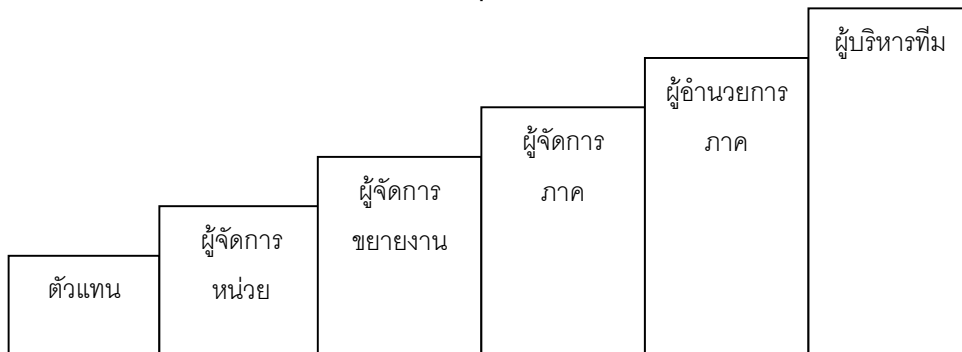 ตัวแทน
ผู้จัดการ
หน่วย
ผู้จัดการ
ขยายงาน
ผู้จัดการ
ภาค
ผู้อำนวยการ
ภาค
ผู้บริหารทีม